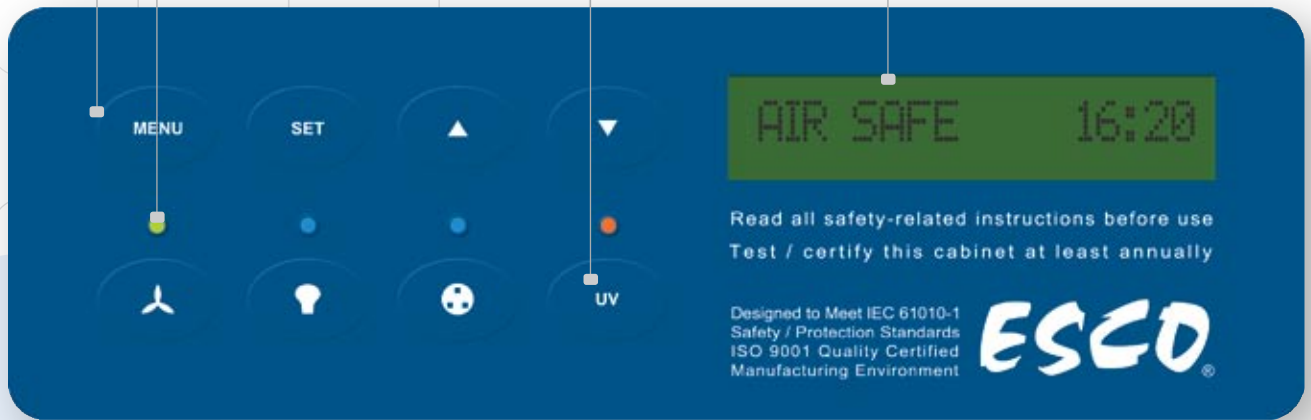 MENU SET ▲ ▼
UV
AIR SAFE 16:20
Read all safety-related instructions before use
Test / certify this cabinet at least annually
Designed to Meet IEC 61010-1
Safety / Protection Standards
ISO 9001 Quality Certified
Manufacturing Environment
ESCO®